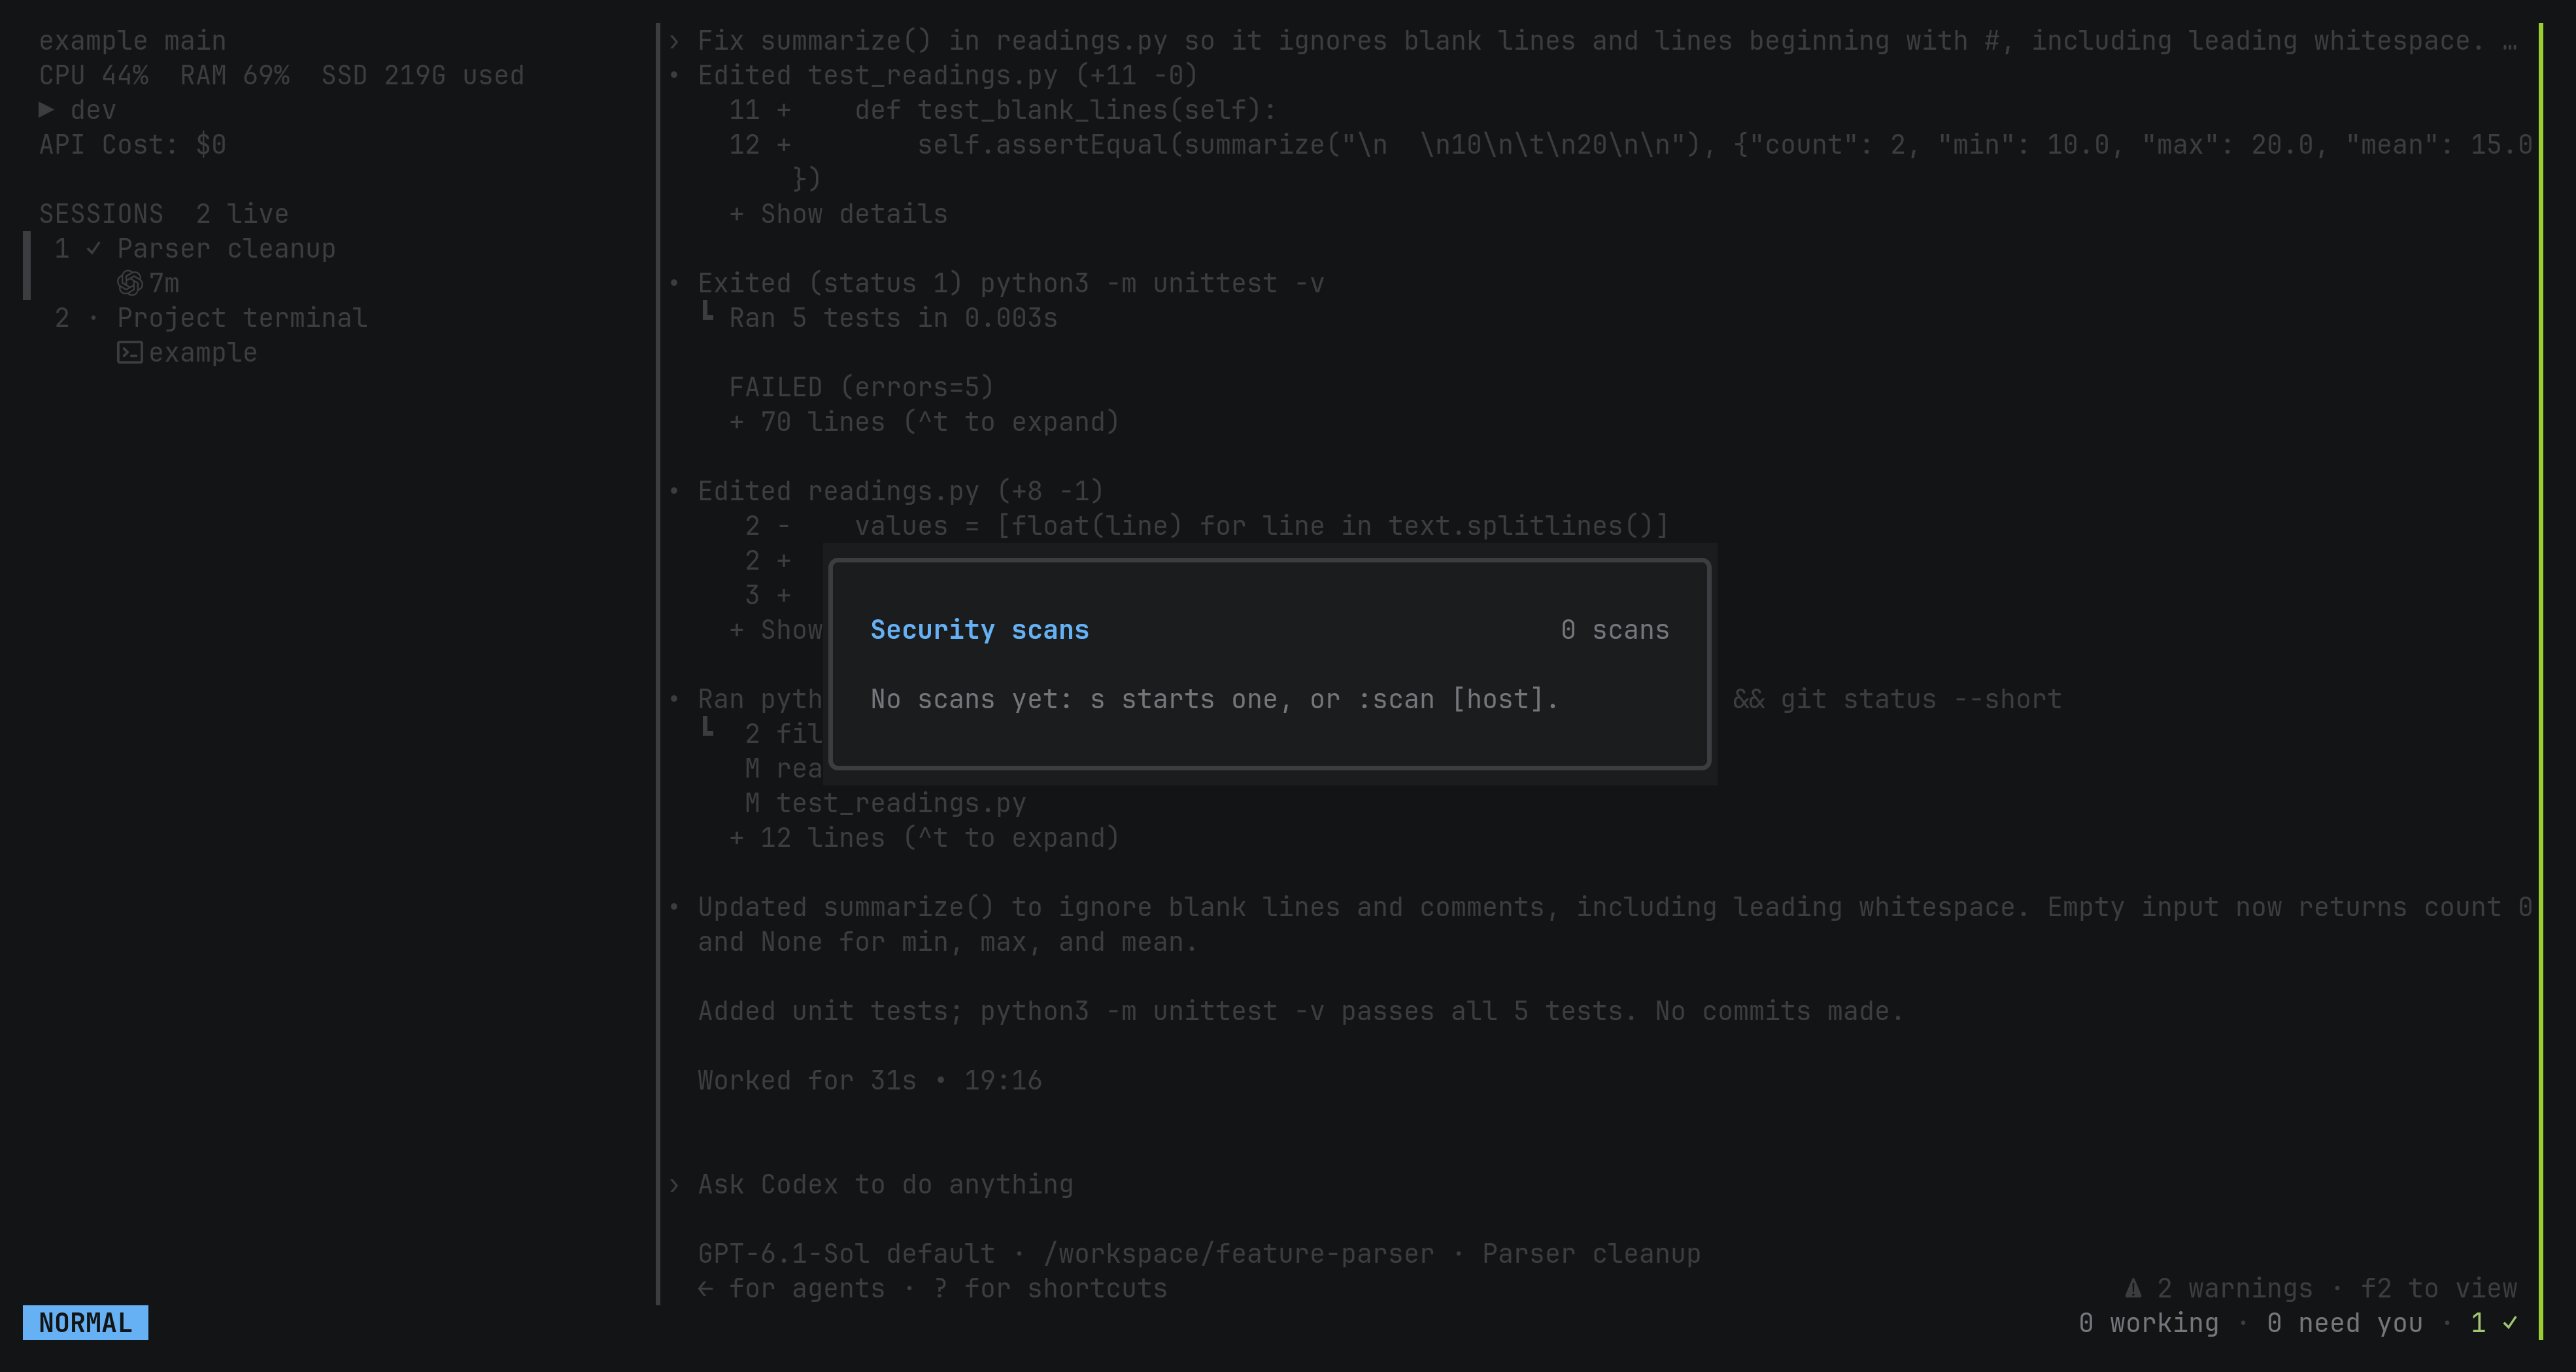 example main
CPU 44%  RAM 69%  SSD 219G used
▶ dev
API Cost: $0
SESSIONS  2 live
1 ✓ Parser cleanup
7m
2 · Project terminal
example
› Fix summarize() in readings.py so it ignores blank lines and lines beginning with #, including leading whitespace. …
• Edited test_readings.py (+11 -0)
11 +    def test_blank_lines(self):
12 +        self.assertEqual(summarize("\n  \n10\n\t\n20\n\n"), {"count": 2, "min": 10.0, "max": 20.0, "mean": 15.0
})
+ Show details
• Exited (status 1) python3 -m unittest -v
┗ Ran 5 tests in 0.003s
FAILED (errors=5)
+ 70 lines (^t to expand)
• Edited readings.py (+8 -1)
2 -    values = [float(line) for line in text.splitlines()]
2 +
3 +
+ Show
Security scans 0 scans
No scans yet: s starts one, or :scan [host].
• Ran pyth && git status --short
┗  2 fil
M rea
M test_readings.py
+ 12 lines (^t to expand)
• Updated summarize() to ignore blank lines and comments, including leading whitespace. Empty input now returns count 0
and None for min, max, and mean.
Added unit tests; python3 -m unittest -v passes all 5 tests. No commits made.
Worked for 31s • 19:16
› Ask Codex to do anything
GPT-6.1-Sol default · /workspace/feature-parser · Parser cleanup
← for agents · ? for shortcuts
⚠ 2 warnings · f2 to view
NORMAL
0 working · 0 need you · 1 ✓